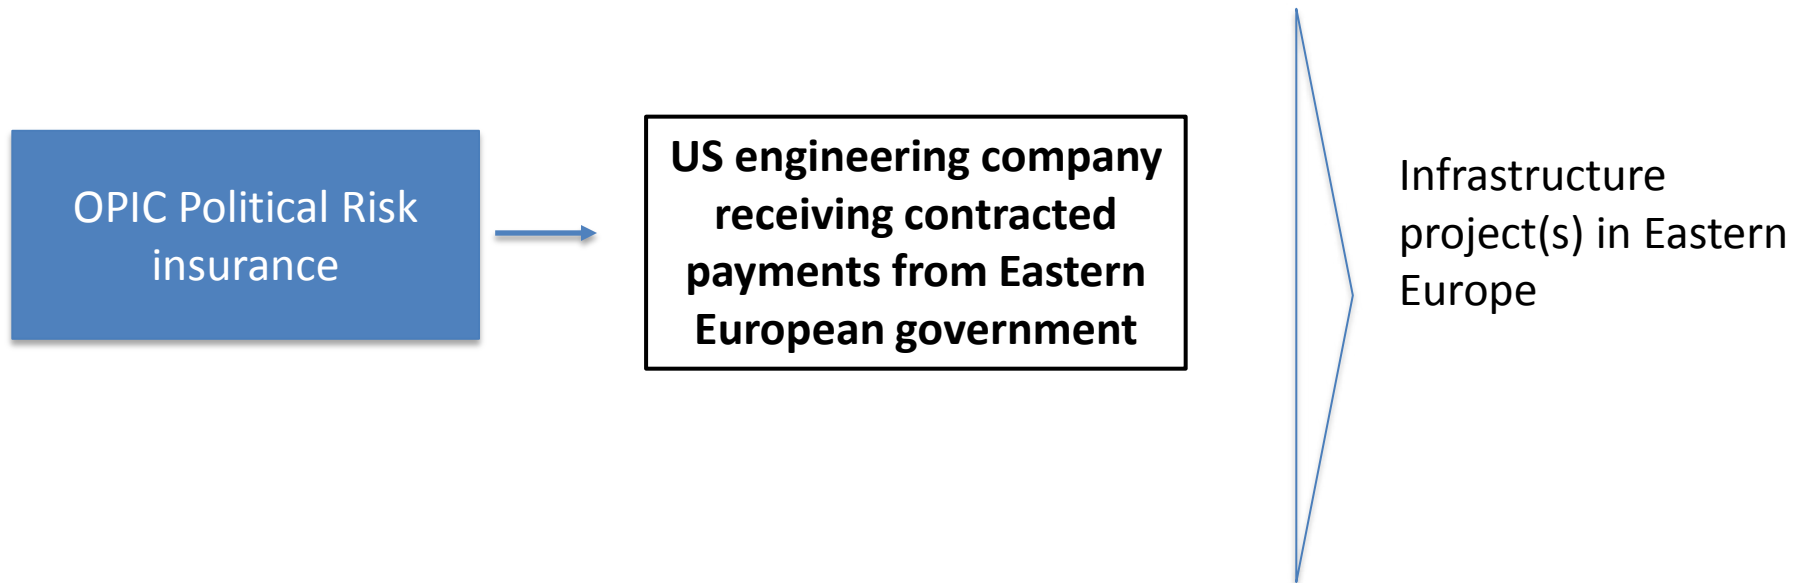 OPIC Political Risk
insurance
US engineering company
receiving contracted
payments from Eastern
European government
Infrastructure
project(s) in Eastern
Europe